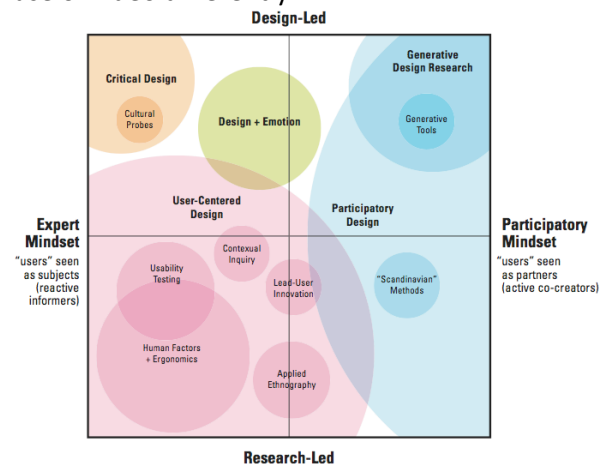 Design-Led
Critical Design
Cultural
Probes
Design + Emotion
Generative
Design Research
Generative
Tools
User-Centered
Design
Participatory
Design
Expert
Mindset
"users" seen
as subjects
(reactive
informers)
Participatory
Mindset
"users" seen
as partners
(active co-creators)
Contexual
Inquiry
Usability
Testing
Lead-User
Innovation
"Scandinavian"
Methods
Human Factors
+ Ergonomics
Applied
Ethnography
Research-Led